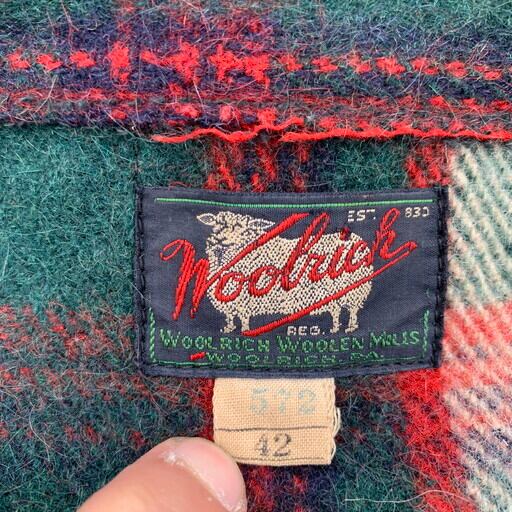 EST. 1830
Woolrich
REG.
WOOLRICH WOOLEN MILLS
WOOLRICH, PA.
572
42